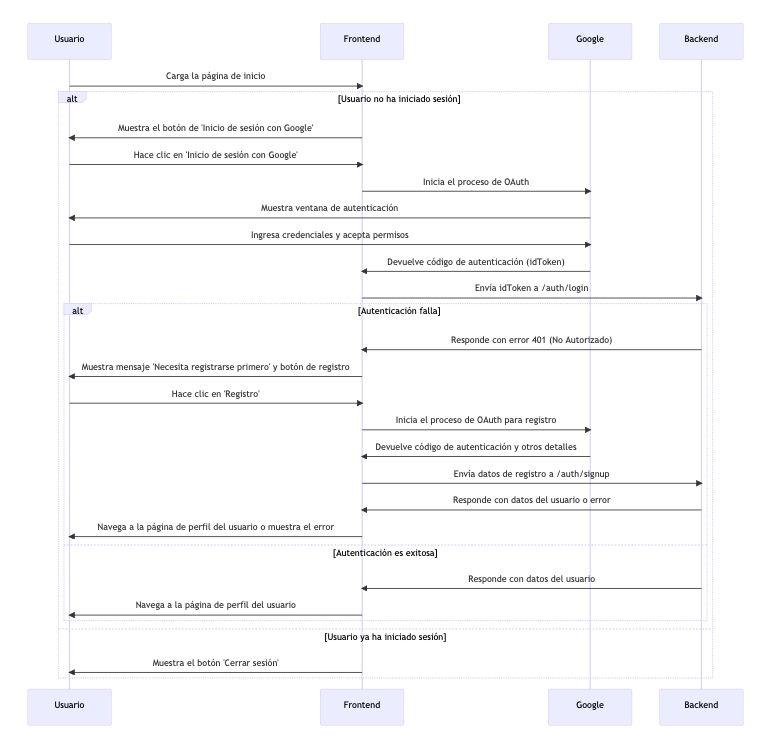 Usuario Frontend Google Backend
Carga la página de inicio
alt [Usuario no ha iniciado sesión]
Muestra el botón de 'Inicio de sesión con Google'
Hace clic en 'Inicio de sesión con Google'
Inicia el proceso de OAuth
Muestra ventana de autenticación
Ingresa credenciales y acepta permisos
Devuelve código de autenticación (idToken)
Envía idToken a /auth/login
alt [Autenticación falla]
Responde con error 401 (No Autorizado)
Muestra mensaje 'Necesita registrarse primero' y botón de registro
Hace clic en 'Registro'
Inicia el proceso de OAuth para registro
Devuelve código de autenticación y otros detalles
Envía datos de registro a /auth/signup
Responde con datos del usuario o error
Navega a la página de perfil del usuario o muestra el error
[Autenticación es exitosa]
Responde con datos del usuario
Navega a la página de perfil del usuario
[Usuario ya ha iniciado sesión]
Muestra el botón 'Cerrar sesión'
Usuario Frontend Google Backend